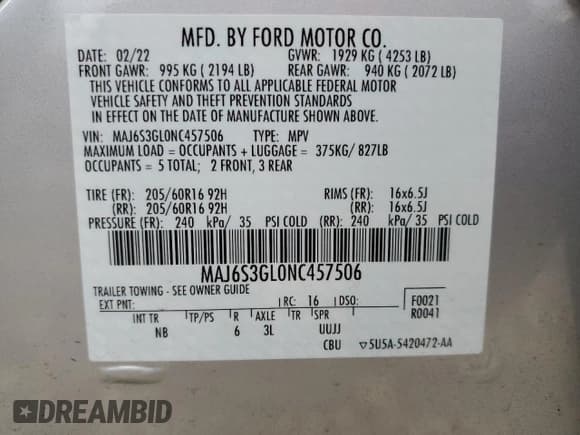 MFD. BY FORD MOTOR CO.
DATE: 02/22 GVWR: 1929 KG ( 4253 LB)
FRONT GAWR: 995 KG ( 2194 LB) REAR GAWR: 940 KG ( 2072 LB)
THIS VEHICLE CONFORMS TO ALL APPLICABLE FEDERAL MOTOR
VEHICLE SAFETY AND THEFT PREVENTION STANDARDS
IN EFFECT ON THE DATE OF MANUFACTURE SHOWN ABOVE.
VIN: MAJ6S3GL0NC457506 TYPE: MPV
MAXIMUM LOAD = OCCUPANTS + LUGGAGE = 375KG/ 827LB
OCCUPANTS = 5 TOTAL; 2 FRONT, 3 REAR
TIRE (FR): 205/60R16 92H RIMS (FR): 16x6.5J
(RR): 205/60R16 92H (RR): 16x6.5J
PRESSURE (FR): 240 kPa/ 35 PSI COLD (RR): 240 kPa/ 35 PSI COLD
MAJ6S3GL0NC457506
TRAILER TOWING - SEE OWNER GUIDE
EXT PNT: RC: 16 DSO: F0021
R0041
INT TR TP/PS R AXLE TR SPR
NB 6 3L UUJJ
CBU ▽5U5A-5420472-AA
DREAMBID